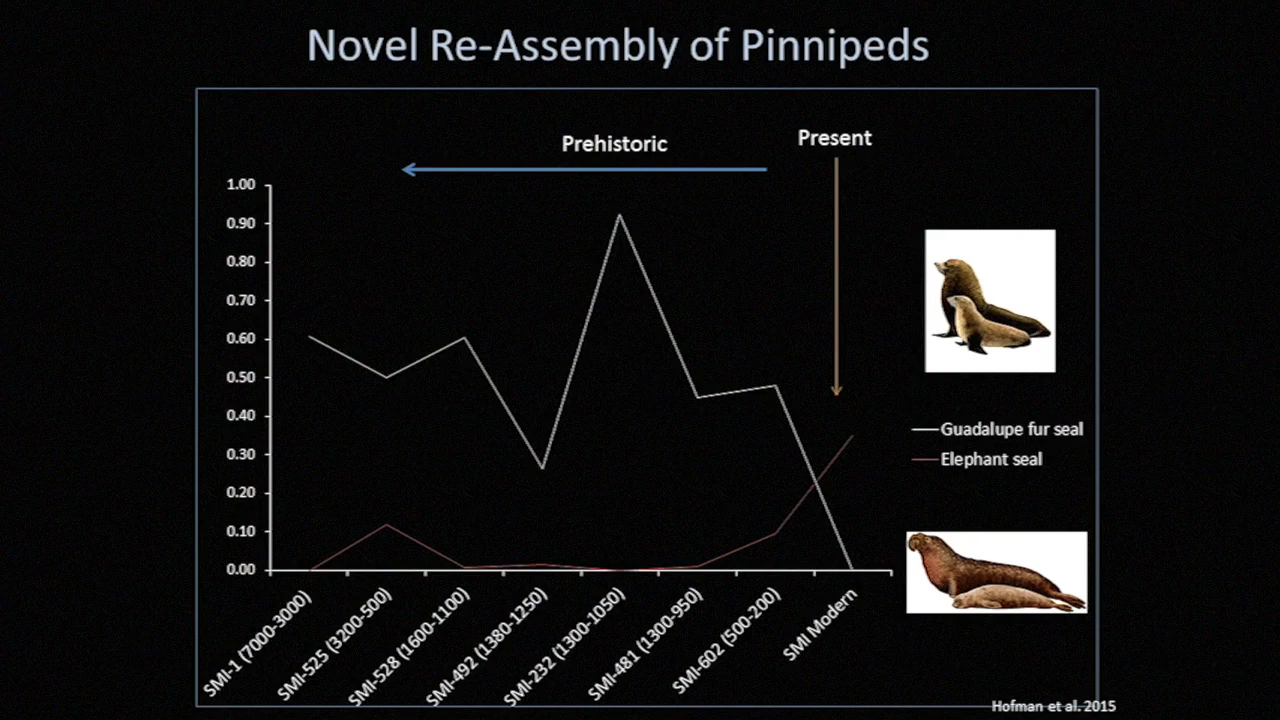 Novel Re-Assembly of Pinnipeds
Prehistoric
Present
1.00
0.90
0.80
0.70
0.60
0.50
0.40
0.30
0.20
0.10
0.00
Guadalupe fur seal
Elephant seal
SMI-1 (7000-3000)
SMI-525 (3200-500)
SMI-528 (1600-1100)
SMI-492 (1380-1250)
SMI-232 (1300-1050)
SMI-481 (1300-950)
SMI-602 (500-200)
SMI Modern
Hofman et al. 2015